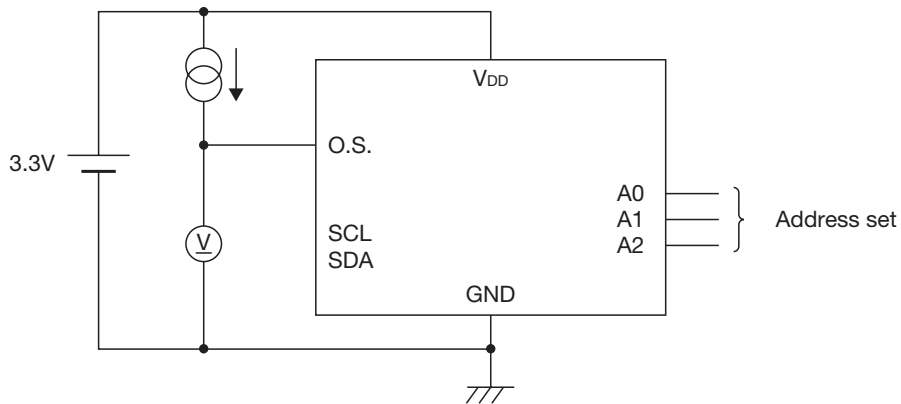 VDD
O.S.
3.3V
A0
A1
Address set
SCL
V
SDA
A2
GND